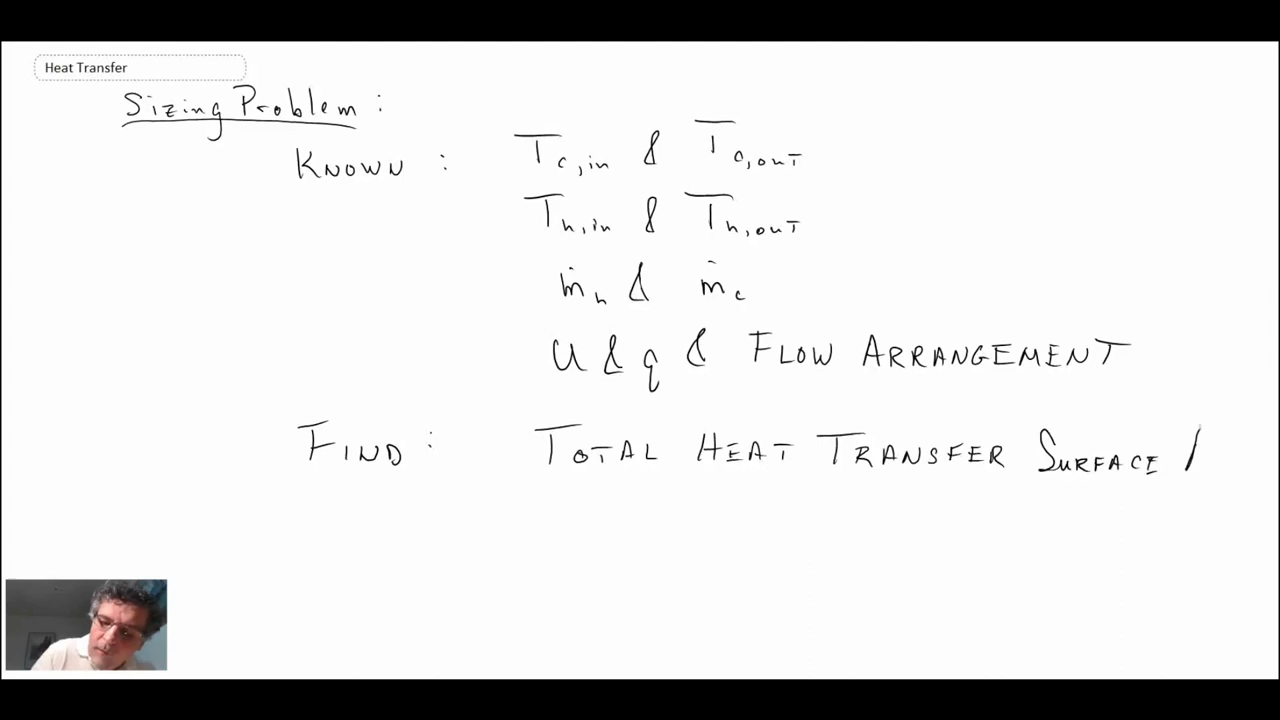 Heat Transfer
Sizing Problem:
KNOWN : Tc,in & Tc,out
Th,in & Th,out
ṁh & ṁc
U & q & FLOW ARRANGEMENT
FIND : TOTAL HEAT TRANSFER SURFACE